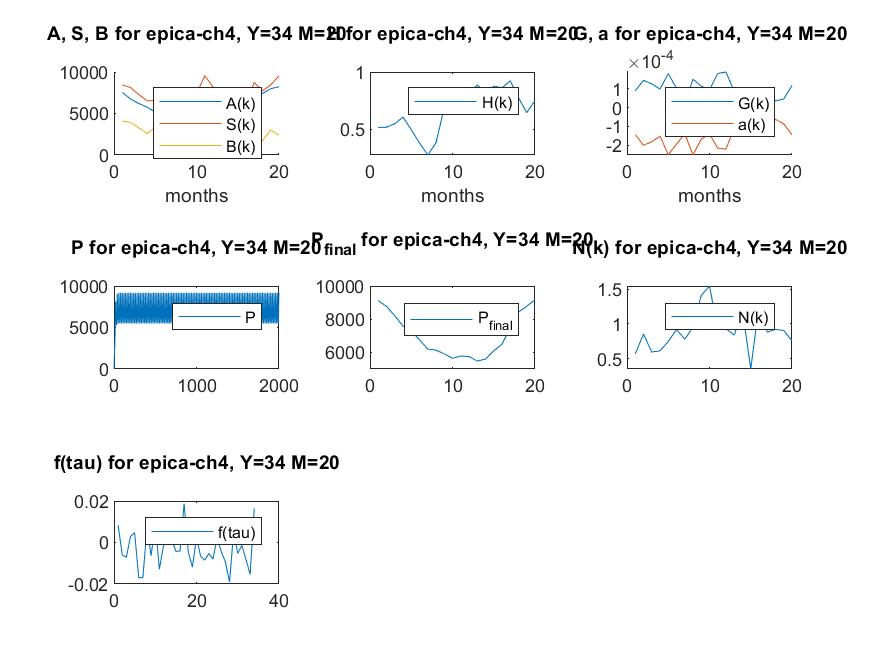 A, S, B for epica-ch4, Y=34 M=20
H for epica-ch4, Y=34 M=20
G, a for epica-ch4, Y=34 M=20
×10-4
10000
5000
0
A(k)
S(k)
B(k)
0 10 20
months
1
0.5
H(k)
0 10 20
months
1
0
-1
-2
G(k)
a(k)
0 10 20
months
P for epica-ch4, Y=34 M=20
Pfinal for epica-ch4, Y=34 M=20
N(k) for epica-ch4, Y=34 M=20
10000
5000
0
P
0 1000 2000
10000
8000
6000
Pfinal
0 10 20
1.5
1
0.5
N(k)
0 10 20
f(tau) for epica-ch4, Y=34 M=20
0.02
0
-0.02
f(tau)
0 20 40